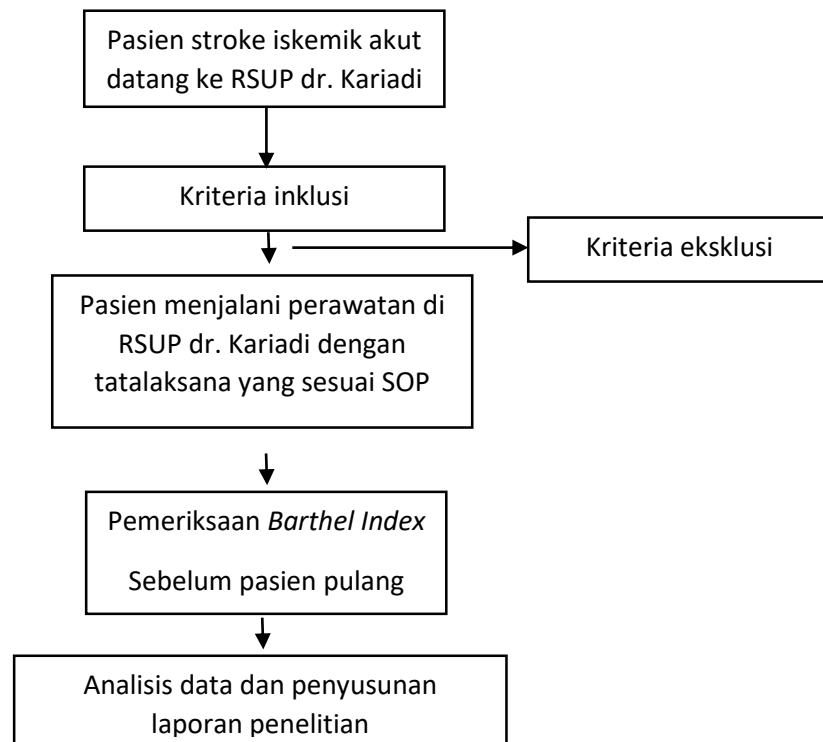 Pasien stroke iskemik akut
datang ke RSUP dr. Kariadi
Kriteria inklusi
Kriteria eksklusi
Pasien menjalani perawatan di
RSUP dr. Kariadi dengan
tatalaksana yang sesuai SOP
Pemeriksaan Barthel Index
Sebelum pasien pulang
Analisis data dan penyusunan
laporan penelitian